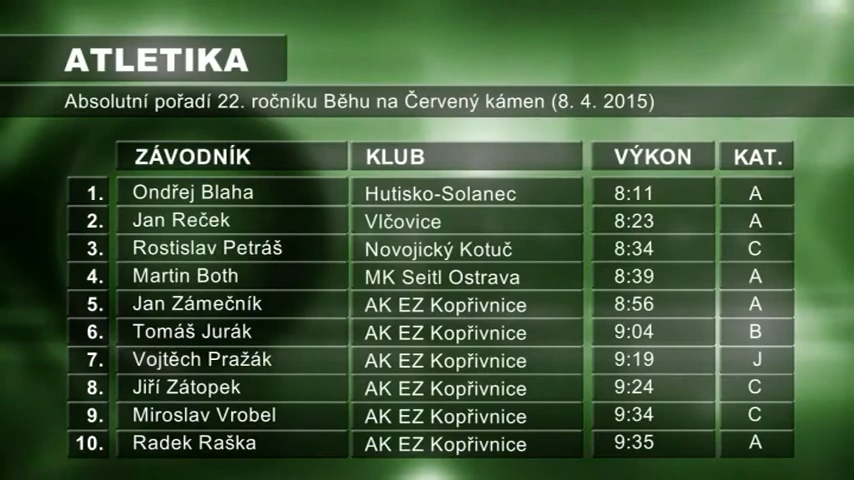 ATLETIKA
Absolutní pořadí 22. ročníku Běhu na Červený kámen (8. 4. 2015)
ZÁVODNÍK KLUB VÝKON KAT.
1. Ondřej Blaha Hutisko-Solanec 8:11 A
2. Jan Reček Vlčovice 8:23 A
3. Rostislav Petráš Novojický Kotuč 8:34 C
4. Martin Both MK Seitl Ostrava 8:39 A
5. Jan Zámečník AK EZ Kopřivnice 8:56 A
6. Tomáš Jurák AK EZ Kopřivnice 9:04 B
7. Vojtěch Pražák AK EZ Kopřivnice 9:19 J
8. Jiří Zátopek AK EZ Kopřivnice 9:24 C
9. Miroslav Vrobel AK EZ Kopřivnice 9:34 C
10. Radek Raška AK EZ Kopřivnice 9:35 A